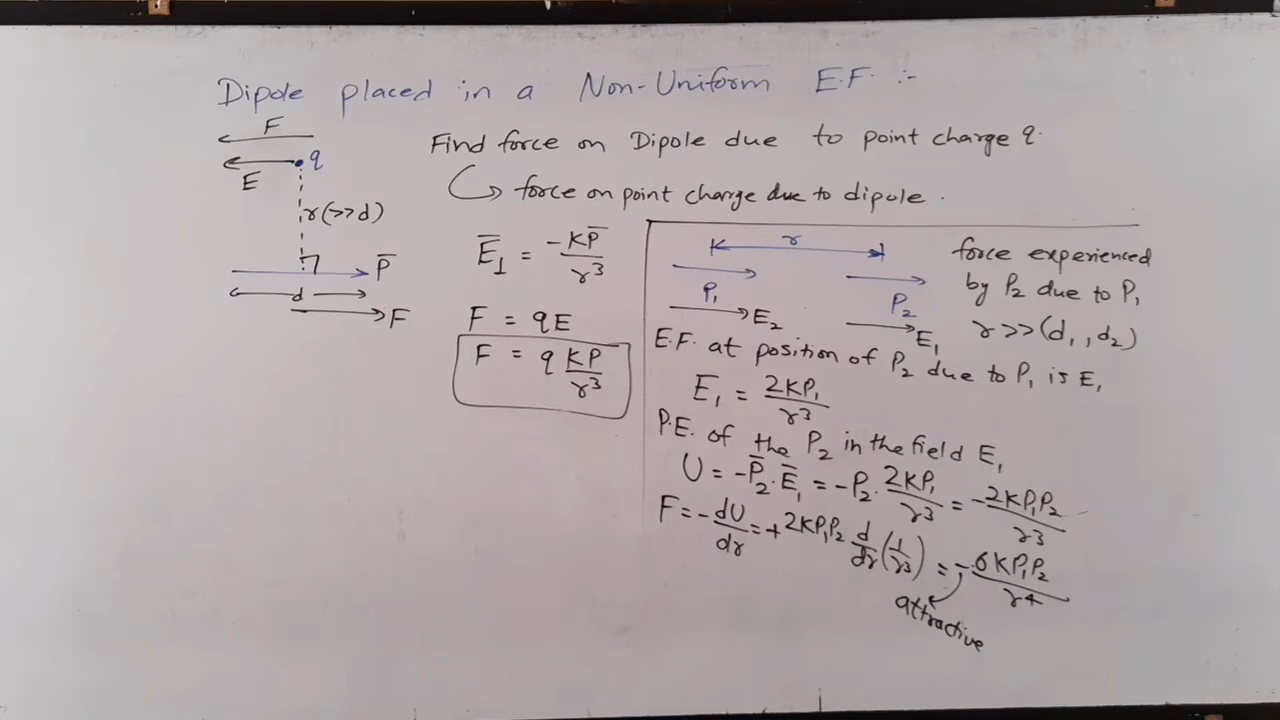 Dipole placed in a Non-Uniform E.F. :-
F
q
E
r(>>d)
P̄
d
F
Find force on Dipole due to point charge q.
↳ force on point charge due to dipole.
Ē⊥ = -KP̄/r³
F = qE
F = q KP/r³
r
P₁
P₂
E₂
E₁
force experienced
by P₂ due to P₁
r>>(d₁,d₂)
E.F. at position of P₂ due to P₁ is E₁
E₁ = 2KP₁/r³
P.E. of the P₂ in the field E₁
U = -P̄₂.Ē₁ = -P₂. 2KP₁/r³ = -2KP₁P₂/r³
F = -dU/dr = +2KP₁P₂ d/dr(1/r³) = -6KP₁P₂/r⁴
attractive